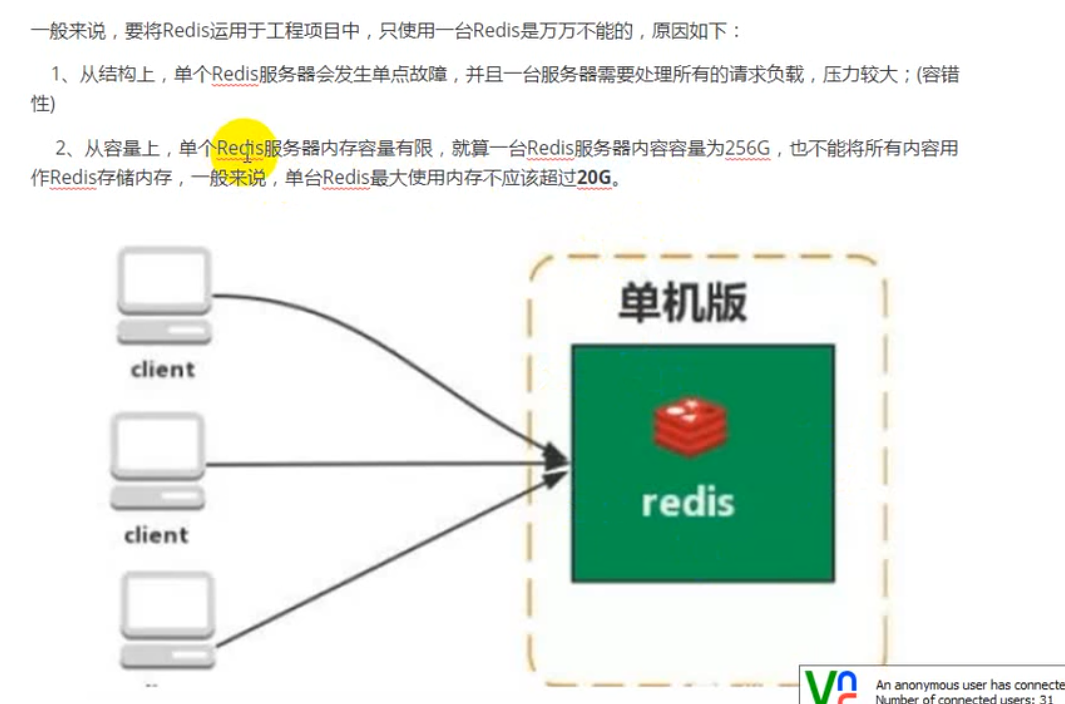 一般来说，要将Redis运用于工程项目中，只使用一台Redis是万万不能的，原因如下：
1、从结构上，单个Redis服务器会发生单点故障，并且一台服务器需要处理所有的请求负载，压力较大；(容错
性)
2、从容量上，单个Redis服务器内存容量有限，就算一台Redis服务器内容容量为256G，也不能将所有内容用
作Redis存储内存，一般来说，单台Redis最大使用内存不应该超过20G。
单机版
client
redis
client
An anonymous user has connecte
Number of connected users: 31